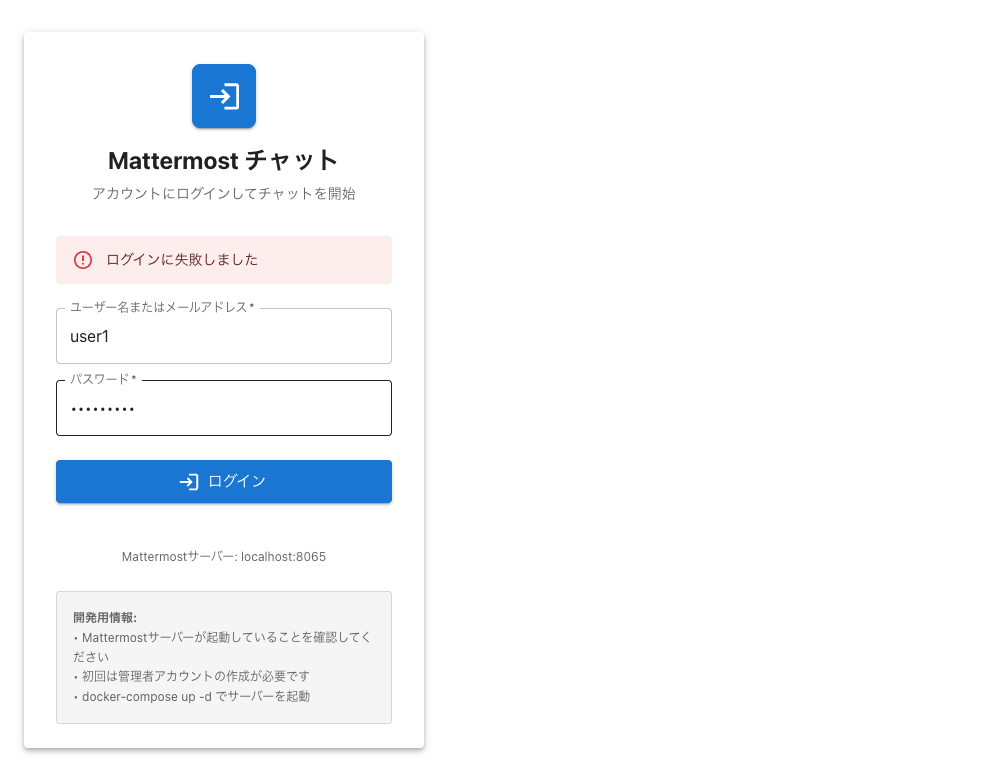 Mattermost チャット
アカウントにログインしてチャットを開始
ログインに失敗しました
ユーザー名またはメールアドレス *
user1
パスワード *
•••••••••
ログイン
Mattermostサーバー: localhost:8065
開発用情報:
• Mattermostサーバーが起動していることを確認してく
ださい
• 初回は管理者アカウントの作成が必要です
• docker-compose up -d でサーバーを起動